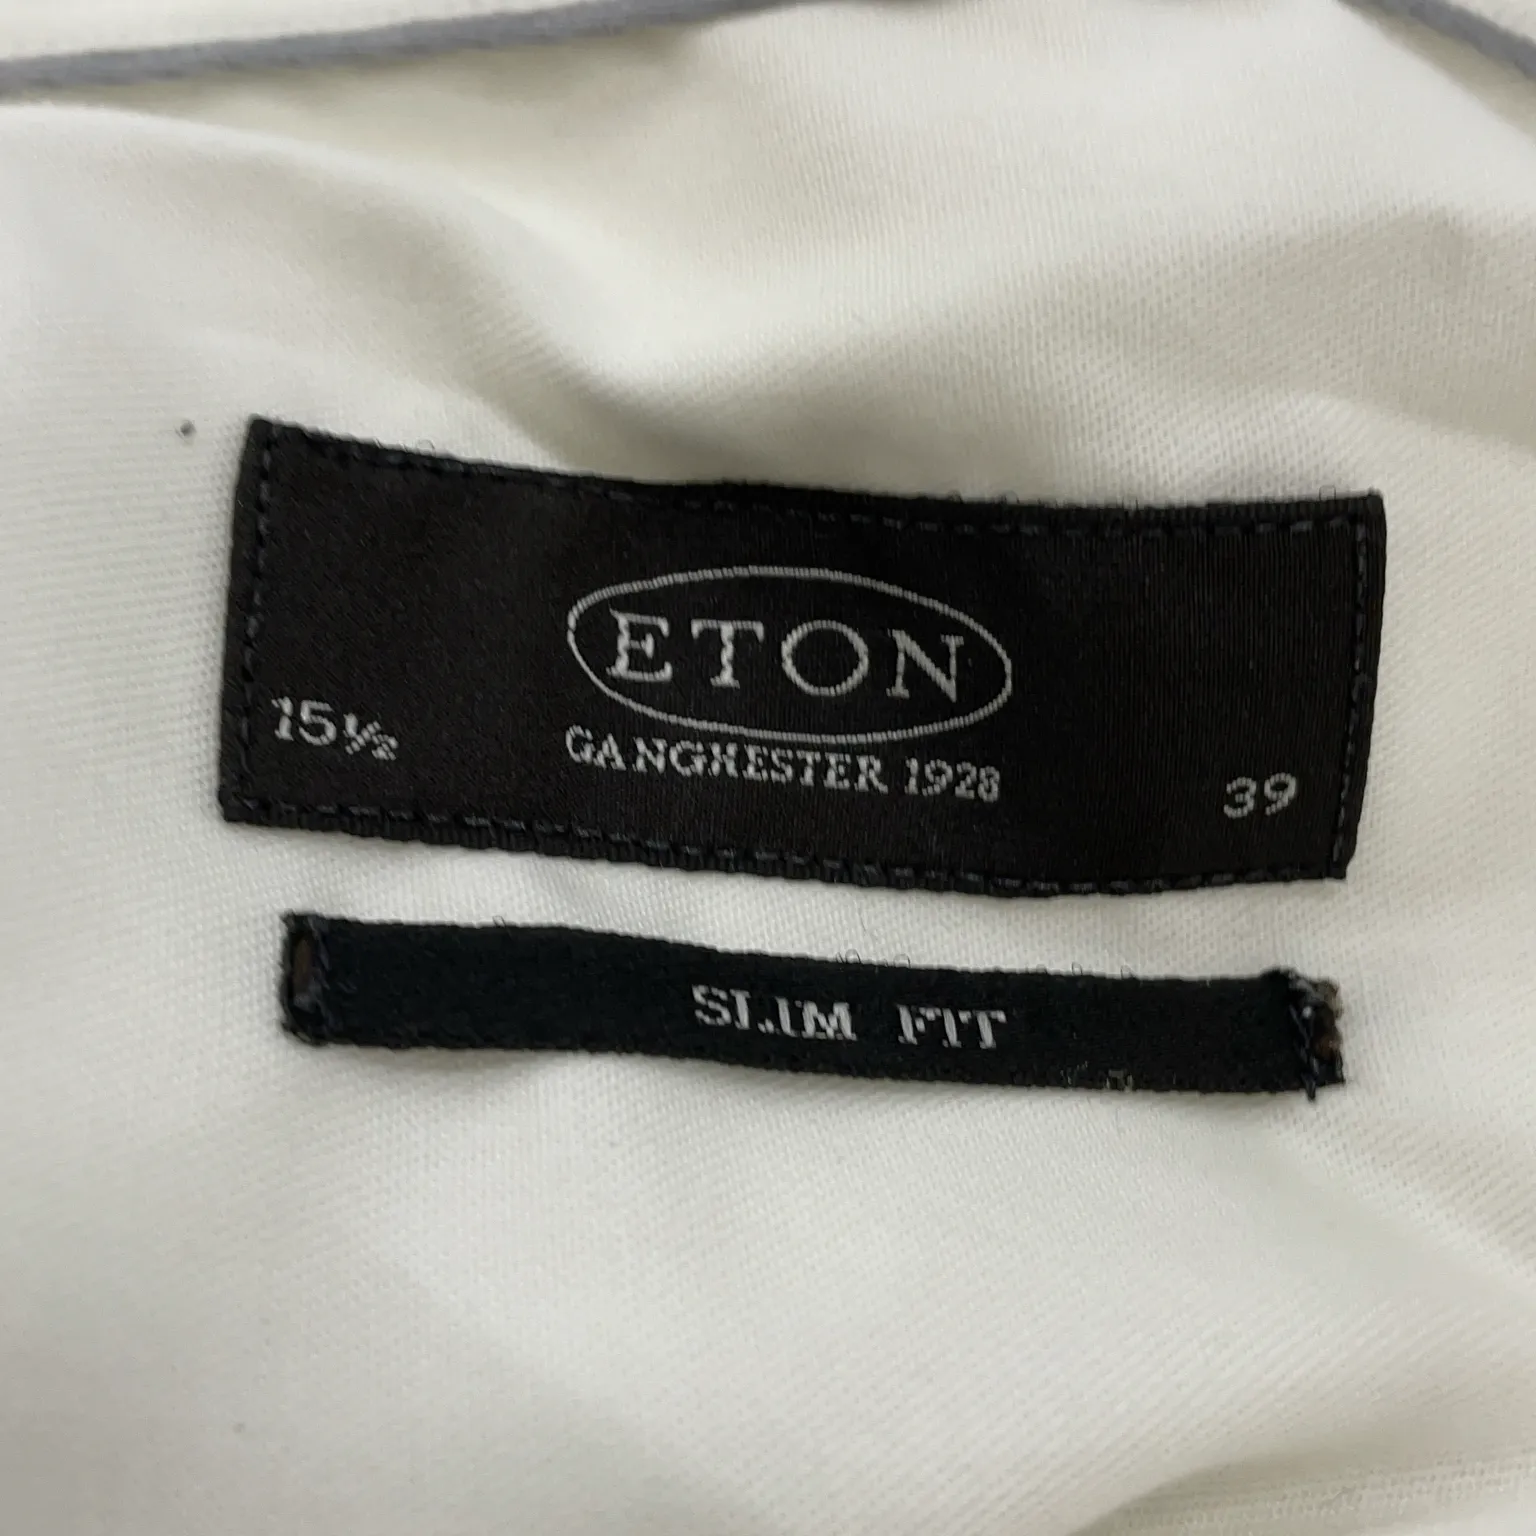 ETON
GANGHESTER 1928
15½
39
SLIM FIT